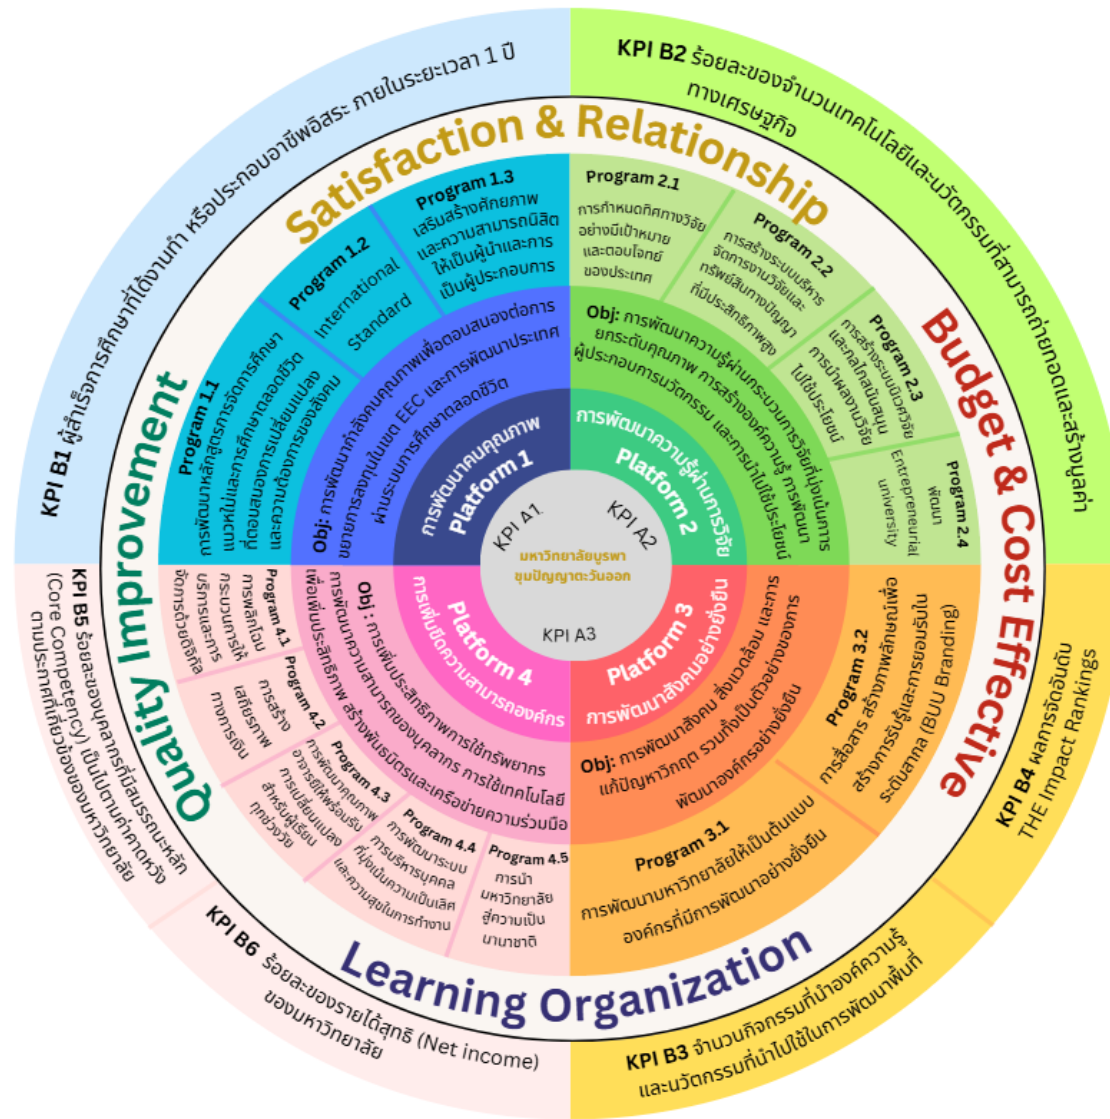 KPI B1 ผู้สำเร็จการศึกษาที่ได้งานทำ หรือประกอบอาชีพอิสระ ภายในระยะเวลา 1 ปี
KPI B2 ร้อยละของจำนวนเทคโนโลยีและนวัตกรรมที่สามารถถ่ายทอดและสร้างมูลค่า
ทางเศรษฐกิจ
Satisfaction & Relationship
Budget & Cost Effective
Learning Organization
Quality Improvement
Program 1.1
การพัฒนาหลักสูตรการจัดการศึกษา
แนวใหม่และการศึกษาตลอดชีวิต
ที่ตอบสนองการเปลี่ยนแปลง
และความต้องการของสังคม
Program 1.2
International
Standard
Program 1.3
เสริมสร้างศักยภาพ
และความสามารถนิสิต
ให้เป็นผู้นำและการ
เป็นผู้ประกอบการ
Obj: การพัฒนากำลังคนคุณภาพเพื่อตอบสนองต่อการ
ขยายการลงทุนในเขต EEC และการพัฒนาประเทศ
ผ่านระบบการศึกษาตลอดชีวิต
การพัฒนาคนคุณภาพ
Platform 1
Program 2.1
การกำหนดทิศทางวิจัย
อย่างมีเป้าหมาย
และตอบโจทย์
ของประเทศ
Program 2.2
การสร้างระบบบริหาร
จัดการงานวิจัยและ
ทรัพย์สินทางปัญญา
ที่มีประสิทธิภาพสูง
Program 2.3
การสร้างระบบนิเวศวิจัย
และกลไกสนับสนุน
การนำผลงานวิจัย
ไปใช้ประโยชน์
Program 2.4
พัฒนา
Entrepreneurial
university
Obj: การพัฒนาความรู้ผ่านกระบวนการวิจัยที่มุ่งเน้นการ
ยกระดับคุณภาพ การสร้างองค์ความรู้ การพัฒนา
ผู้ประกอบการนวัตกรรม และการนำไปใช้ประโยชน์
การพัฒนาความรู้ผ่านการวิจัย
Platform 2
KPI A1
KPI A2
มหาวิทยาลัยบูรพา
ขุมปัญญาตะวันออก
KPI A3
Platform 3
การพัฒนาสังคมอย่างยั่งยืน
Obj: การพัฒนาสังคม สิ่งแวดล้อม และการ
แก้ปัญหาวิกฤต รวมทั้งเป็นตัวอย่างของการ
พัฒนาองค์กรอย่างยั่งยืน
Program 3.1
การพัฒนามหาวิทยาลัยให้เป็นต้นแบบ
องค์กรที่มีการพัฒนาอย่างยั่งยืน
Program 3.2
การสื่อสาร สร้างภาพลักษณ์เพื่อ
สร้างการรับรู้และการยอมรับใน
ระดับสากล (BUU Branding)
Platform 4
การเพิ่มขีดความสามารถองค์กร
Obj : การเพิ่มประสิทธิภาพการใช้ทรัพยากร
การพัฒนาความสามารถของบุคลากร การใช้เทคโนโลยี
เพื่อเพิ่มประสิทธิภาพ สร้างพันธมิตรและเครือข่ายความร่วมมือ
Program 4.1
การพลิกโฉม
กระบวนการให้
บริการและการ
จัดการด้วยดิจิทัล
Program 4.2
การสร้าง
เสถียรภาพ
ทางการเงิน
Program 4.3
การพัฒนาคุณภาพ
อาจารย์ให้พร้อมรับ
การเปลี่ยนแปลง
สำหรับผู้เรียน
ทุกช่วงวัย
Program 4.4
การพัฒนาระบบ
การบริหารบุคคล
ที่มุ่งเน้นความเป็นเลิศ
และความสุขในการทำงาน
Program 4.5
การนำ
มหาวิทยาลัย
สู่ความเป็น
นานาชาติ
KPI B3 จำนวนกิจกรรมที่นำองค์ความรู้
และนวัตกรรมที่นำไปใช้ในการพัฒนาพื้นที่
KPI B4 ผลการจัดอันดับ
THE Impact Rankings
KPI B5 ร้อยละของบุคลากรที่มีสมรรถนะหลัก
(Core Competency) เป็นไปตามค่าคาดหวัง
ตามประกาศที่เกี่ยวข้องของมหาวิทยาลัย
KPI B6 ร้อยละของรายได้สุทธิ (Net income)
ของมหาวิทยาลัย